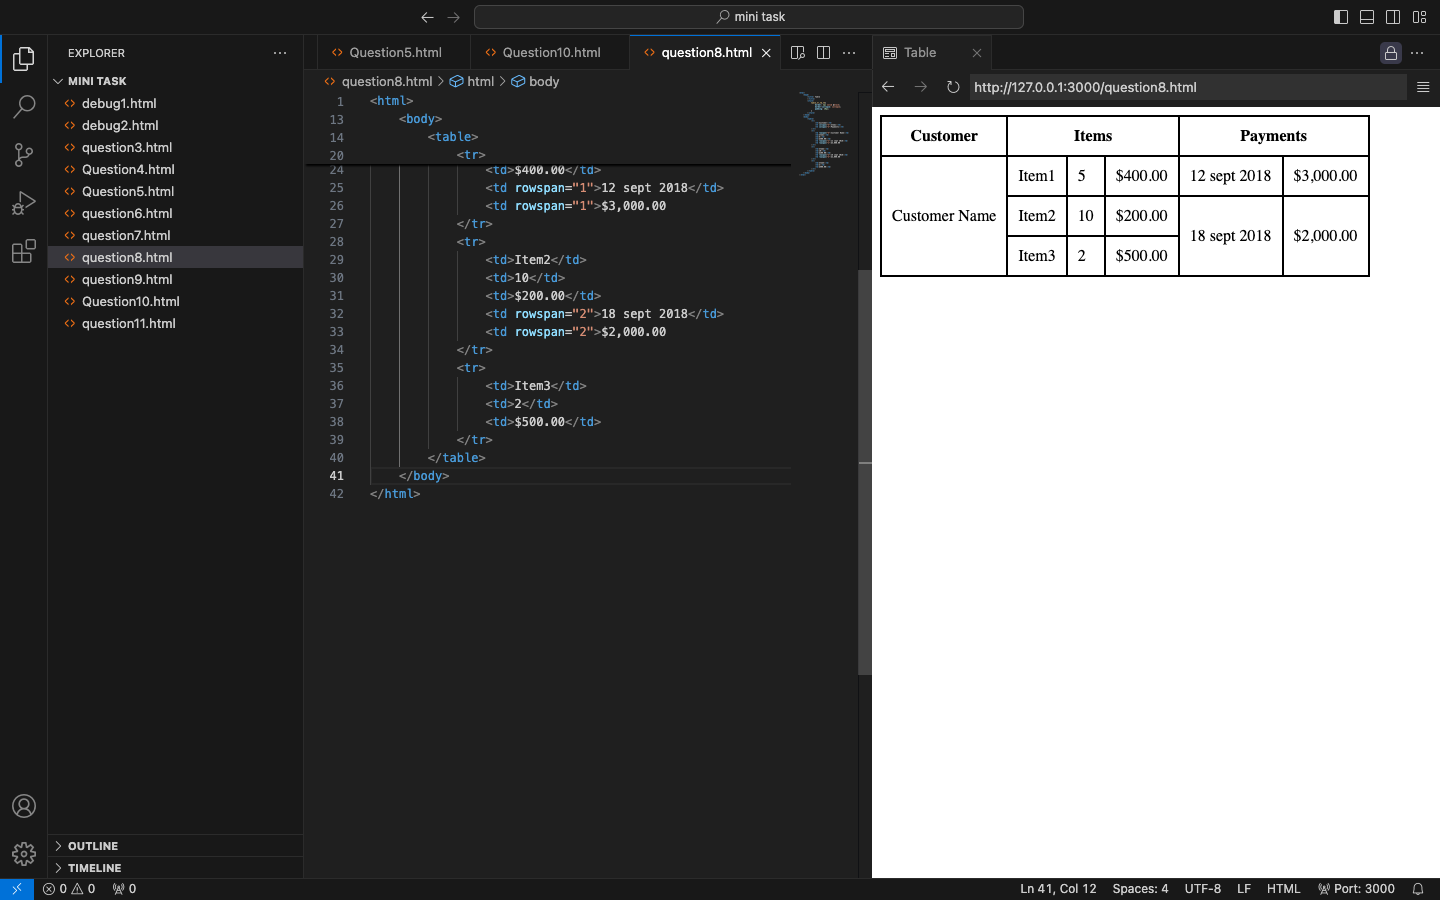 mini task
EXPLORER
MINI TASK
debug1.html
debug2.html
question3.html
Question4.html
Question5.html
question6.html
question7.html
question8.html
question9.html
Question10.html
question11.html
OUTLINE
TIMELINE
Question5.html
Question10.html
question8.html
question8.html > html > body
1 <html>
13 <body>
14 <table>
20 <tr>
24 <td>$400.00</td>
25 <td rowspan="1">12 sept 2018</td>
26 <td rowspan="1">$3,000.00
27 </tr>
28 <tr>
29 <td>Item2</td>
30 <td>10</td>
31 <td>$200.00</td>
32 <td rowspan="2">18 sept 2018</td>
33 <td rowspan="2">$2,000.00
34 </tr>
35 <tr>
36 <td>Item3</td>
37 <td>2</td>
38 <td>$500.00</td>
39 </tr>
40 </table>
41 </body>
42 </html>
Table
http://127.0.0.1:3000/question8.html
Customer Items Payments
Item1 5 $400.00 12 sept 2018 $3,000.00
Customer Name Item2 10 $200.00
18 sept 2018 $2,000.00
Item3 2 $500.00
0 0 0
Ln 41, Col 12 Spaces: 4 UTF-8 LF HTML Port: 3000